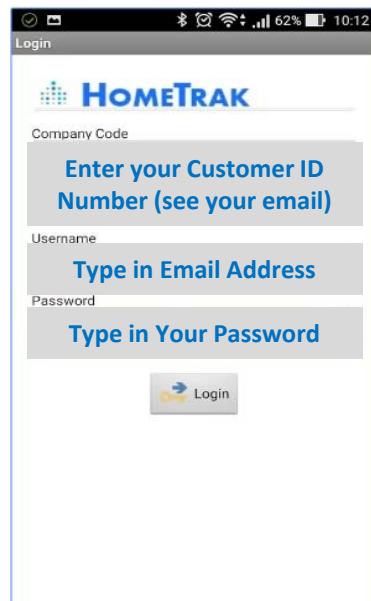 62% 10:12
Login
HOMETRAK
Company Code
Enter your Customer ID
Number (see your email)
Username
Type in Email Address
Password
Type in Your Password
Login